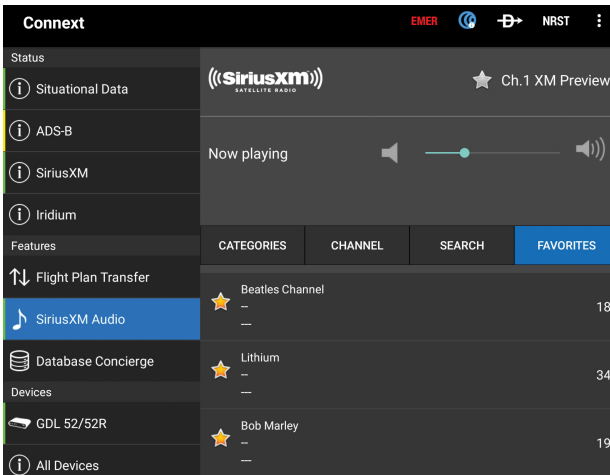 Connext
EMER
NRST
Status
Situational Data
ADS-B
SiriusXM
Iridium
Features
Flight Plan Transfer
SiriusXM Audio
Database Concierge
Devices
GDL 52/52R
All Devices
((SiriusXM))
SATELLITE RADIO
Ch.1 XM Preview
Now playing
CATEGORIES
CHANNEL
SEARCH
FAVORITES
Beatles Channel
--
---
18
Lithium
--
---
34
Bob Marley
--
---
19